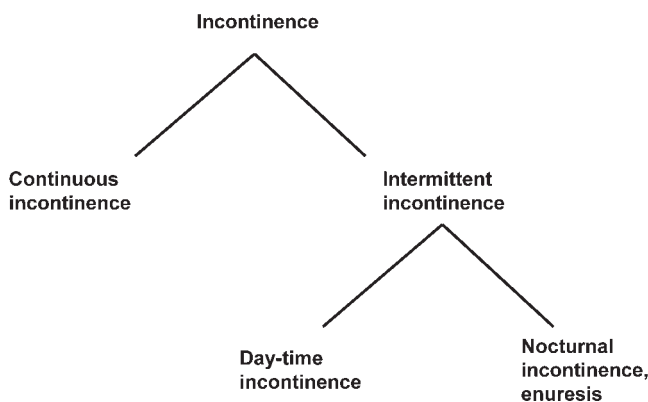 Incontinence
Continuous
incontinence
Intermittent
incontinence
Day-time
incontinence
Nocturnal
incontinence,
enuresis